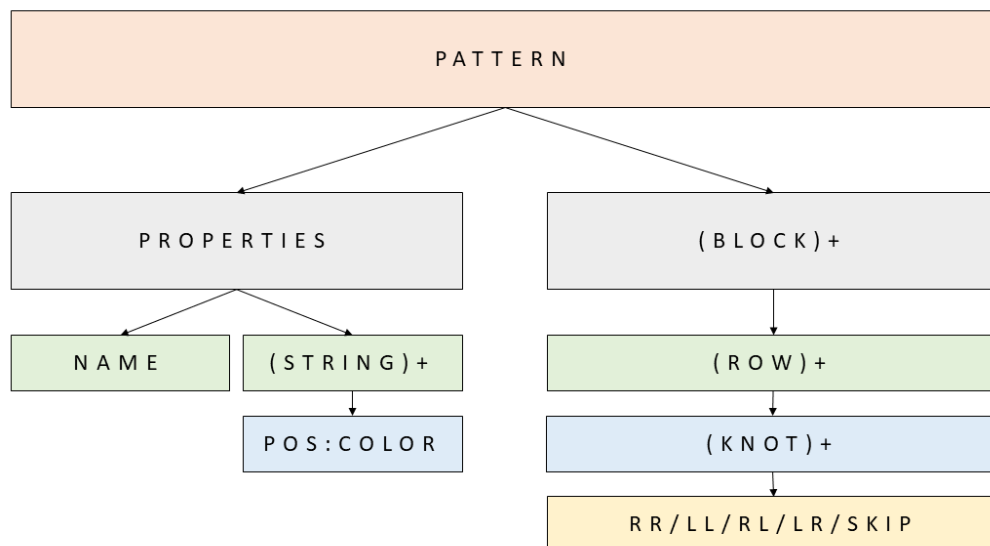 PATTERN
PROPERTIES
(BLOCK)+
NAME
(STRING)+
(ROW)+
POS:COLOR
(KNOT)+
RR/LL/RL/LR/SKIP